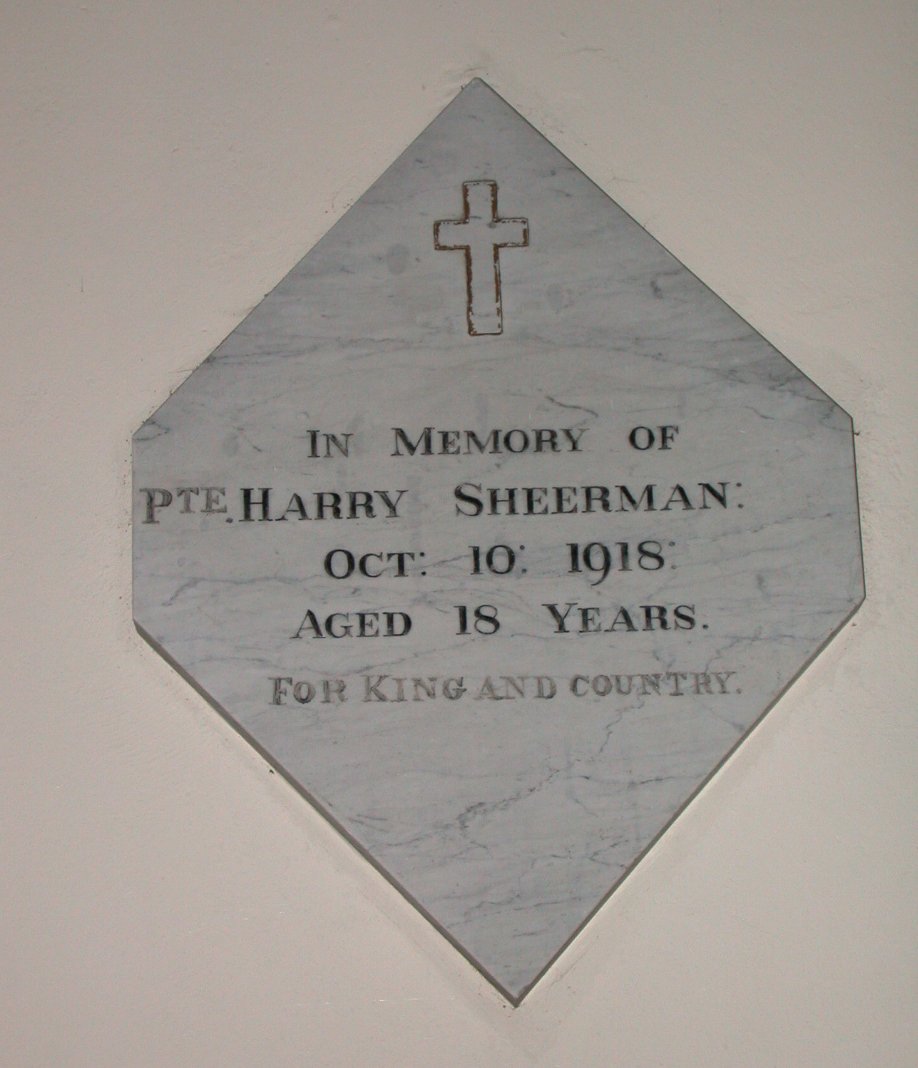 In Memory of
Pte. Harry Sheerman:
Oct: 10: 1918:
Aged 18 Years.
For King and country.